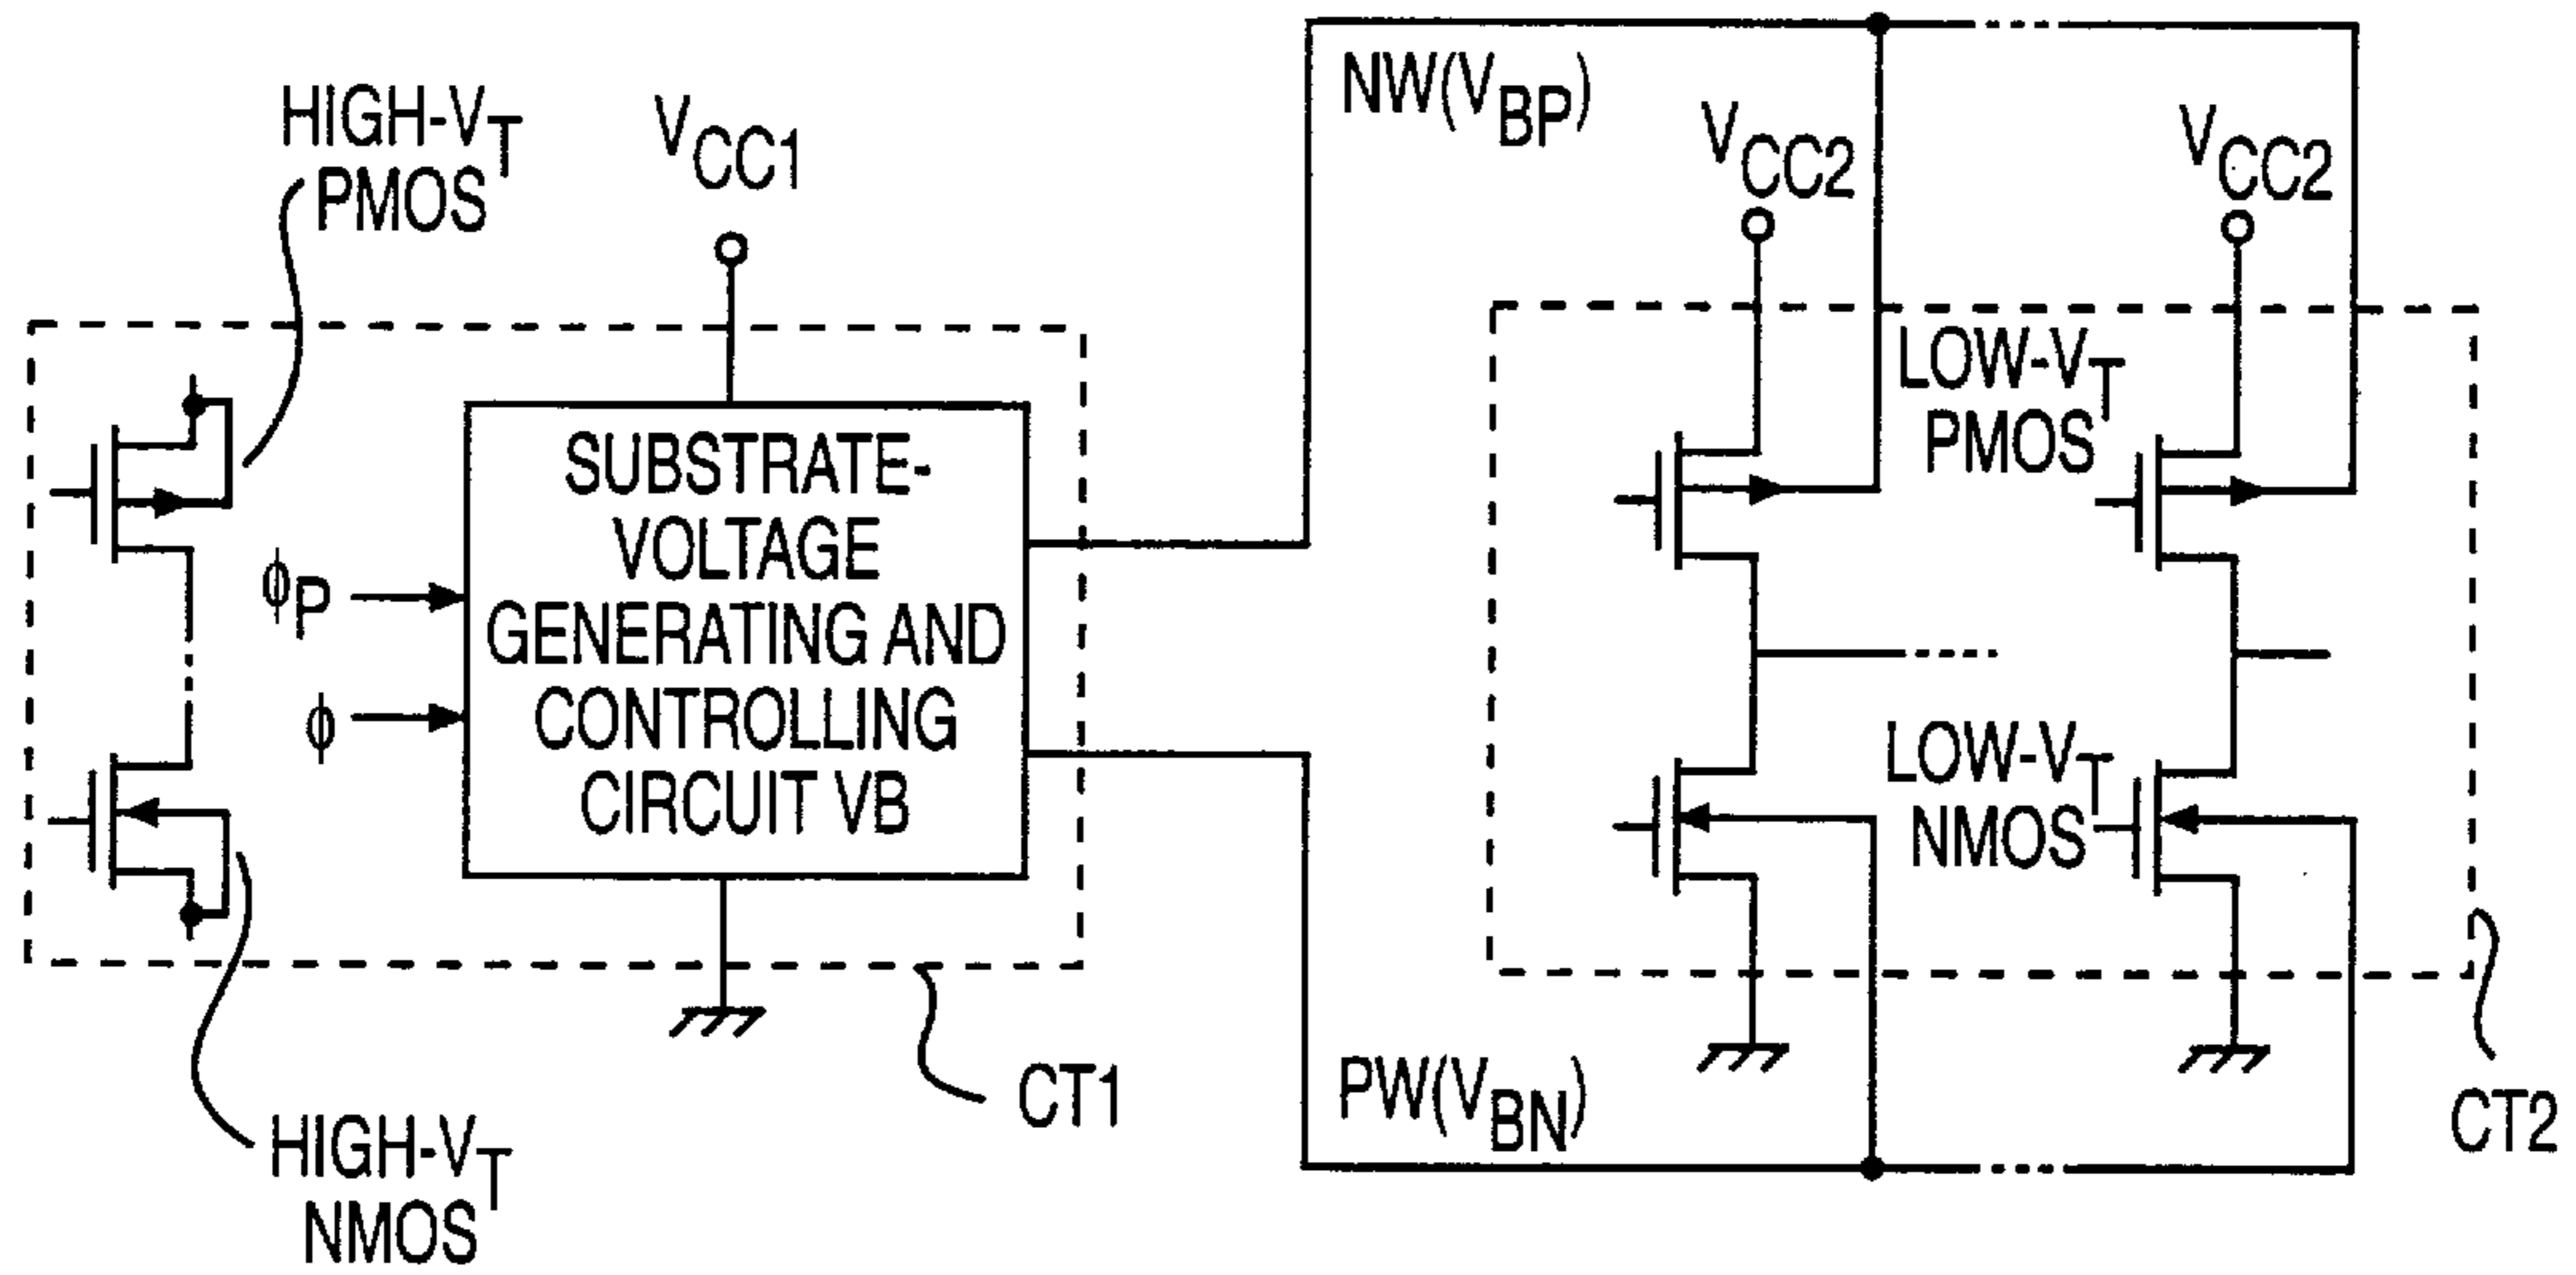 HIGH-VT
PMOS
VCC1
NW(VBP)
VCC2
VCC2
LOW-VT
PMOS
SUBSTRATE-
VOLTAGE
GENERATING AND
CONTROLLING
CIRCUIT VB
ϕP
ϕ
LOW-VT
NMOS
CT1
PW(VBN)
CT2
HIGH-VT
NMOS